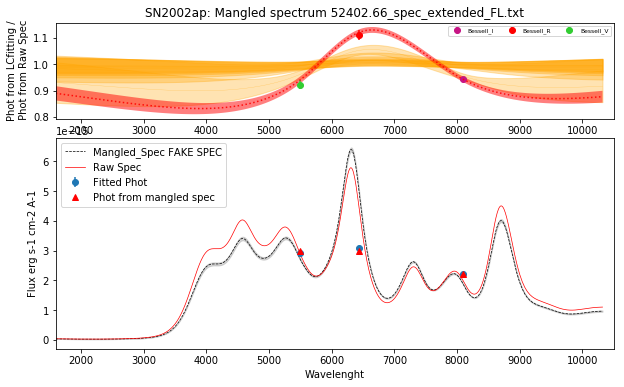 SN2002ap: Mangled spectrum 52402.66_spec_extended_FL.txt
Phot from LCfitting /
Phot from Raw Spec
1.1
1.0
0.9
0.8
Bessell_I
Bessell_R
Bessell_V
2000 3000 4000 5000 6000 7000 8000 9000 10000
Flux erg s-1 cm-2 A-1
6
5
4
3
2
1
0
Mangled_Spec FAKE SPEC
Raw Spec
Fitted Phot
Phot from mangled spec
2000 3000 4000 5000 6000 7000 8000 9000 10000
Wavelenght